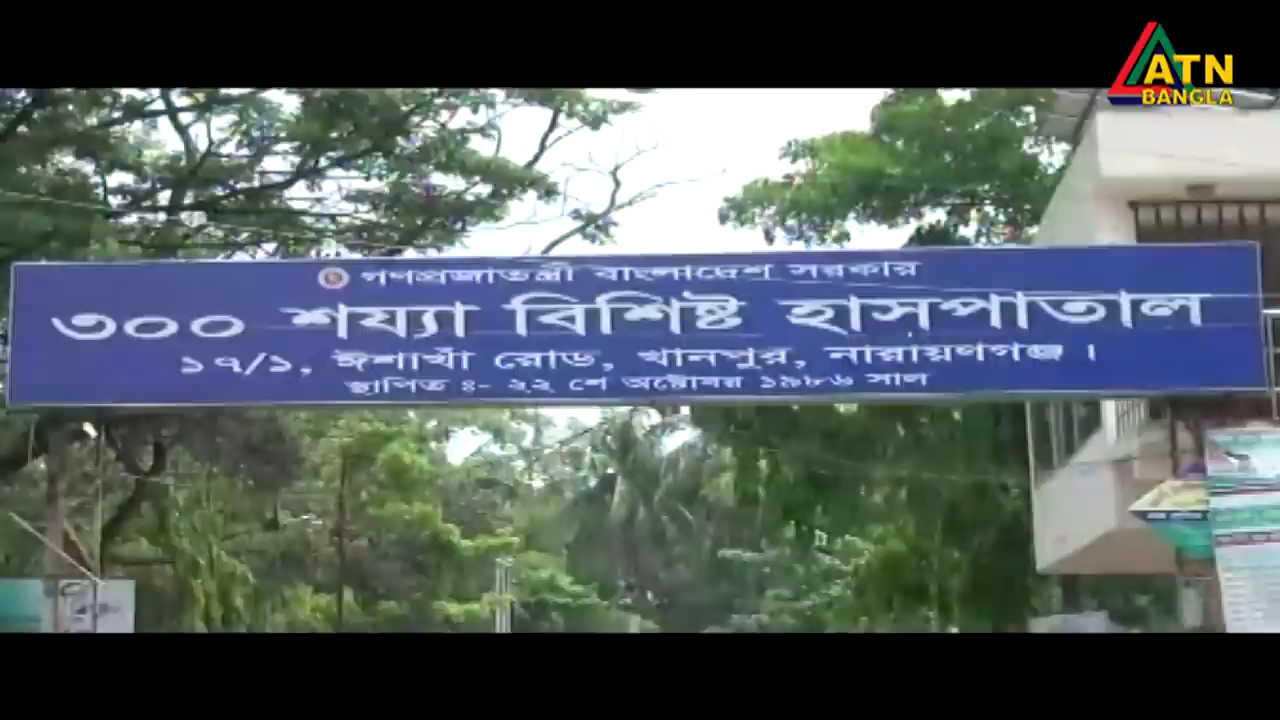 ATN
BANGLA
গণপ্রজাতন্ত্রী বাংলাদেশ সরকার
৩০০ শয্যা বিশিষ্ট হাসপাতাল
১৭/১, ঈশাখাঁ রোড, খানপুর, নারায়ণগঞ্জ।
স্থাপিত ঃ- ২২ শে অক্টোবর ১৯৮৬ সাল